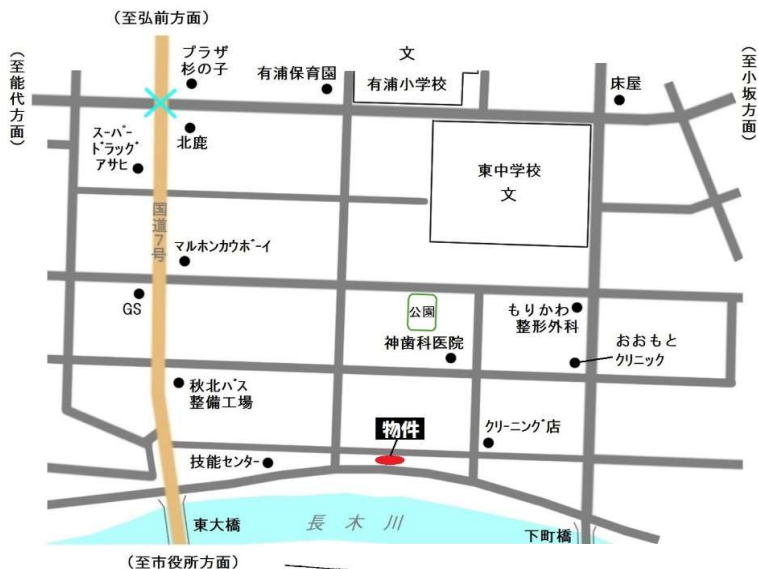 （至弘前方面）
（至能代方面）
（至小坂方面）
プラザ
杉の子
有浦保育園
文
有浦小学校
床屋
スーパー
ドラッグ
アサヒ
北鹿
東中学校
文
国道7号
マルホンカウボーイ
GS
公園
もりかわ
整形外科
神歯科医院
おおもと
クリニック
秋北バス
整備工場
物件
クリーニング店
技能センター
東大橋
長木川
下町橋
（至市役所方面）